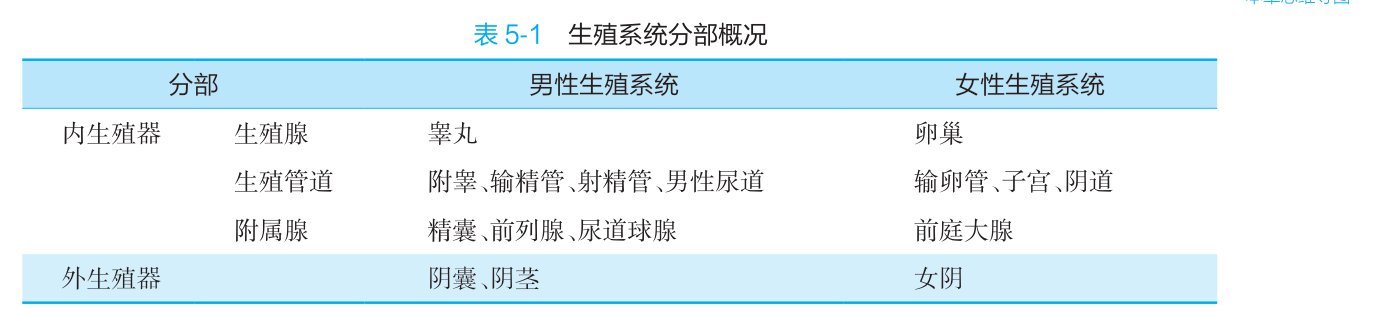 表 5-1 生殖系统分部概况
分部 男性生殖系统 女性生殖系统
内生殖器 生殖腺 睾丸 卵巢
生殖管道 附睾、输精管、射精管、男性尿道 输卵管、子宫、阴道
附属腺 精囊、前列腺、尿道球腺 前庭大腺
外生殖器 阴囊、阴茎 女阴